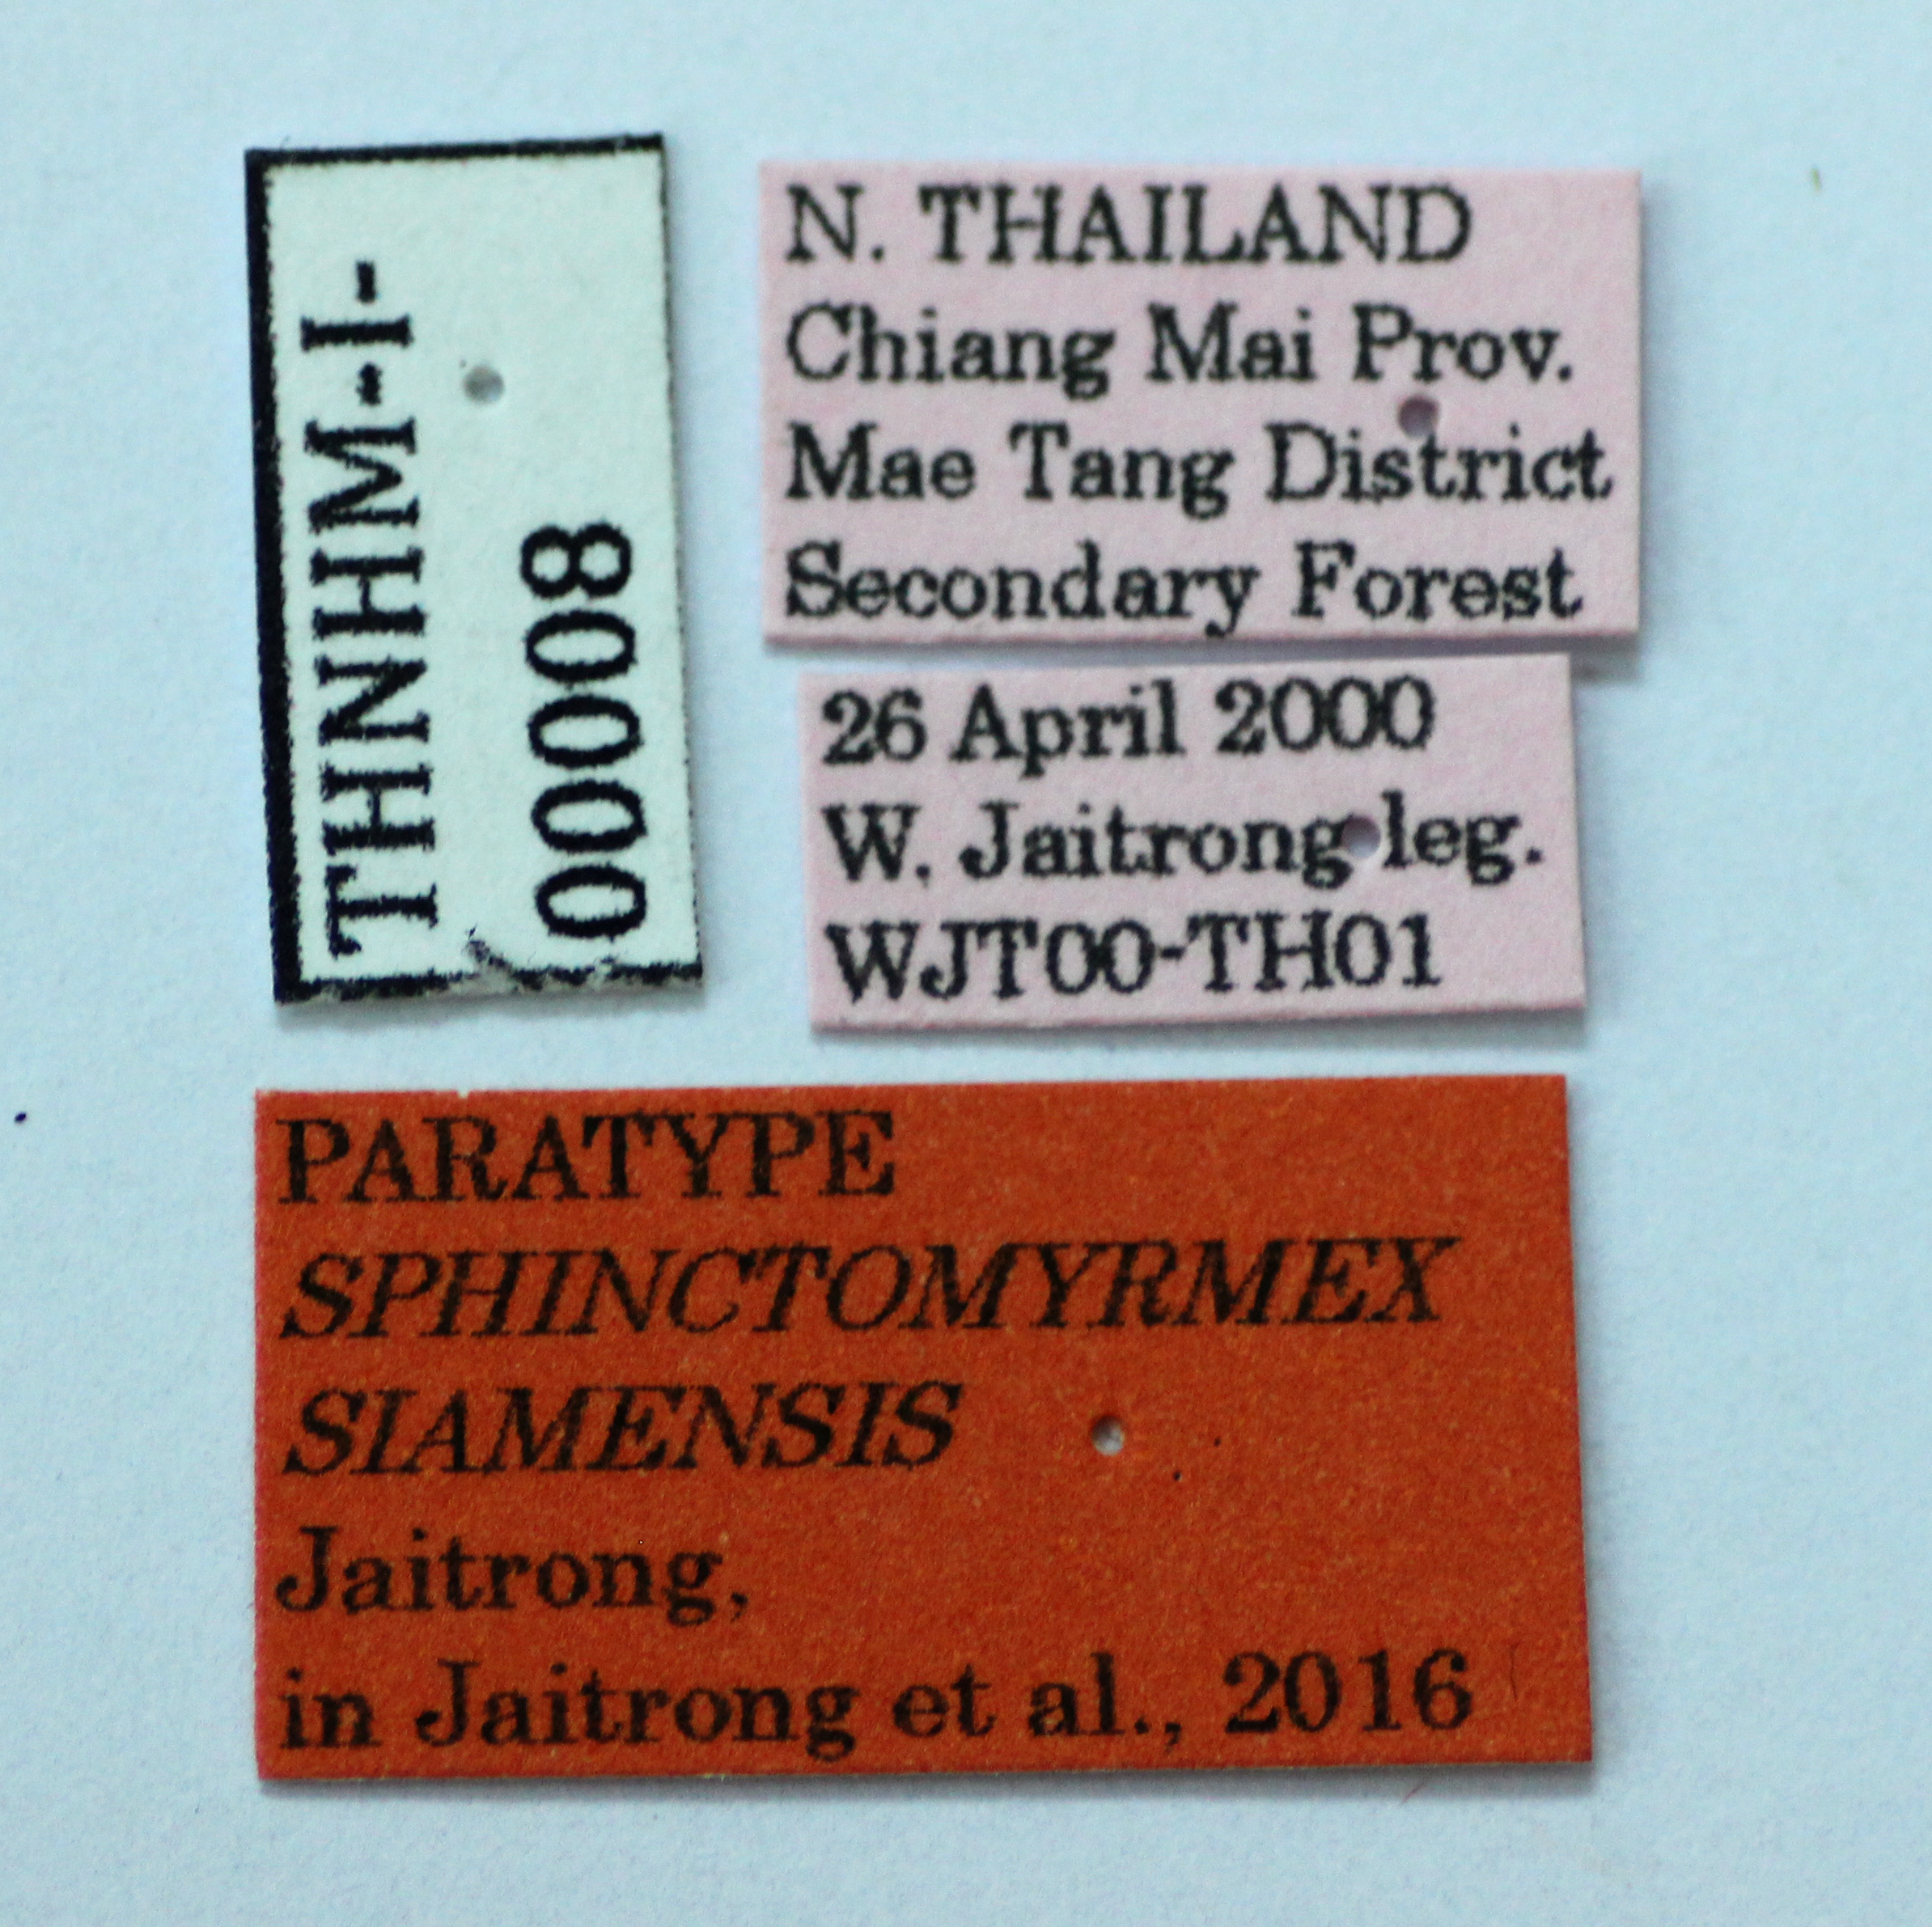 THNHM-I-
00008
N. THAILAND
Chiang Mai Prov.
Mae Tang District
Secondary Forest
26 April 2000
W. Jaitrong leg.
WJT00-TH01
PARATYPE
SPHINCTOMYRMEX
SIAMENSIS
Jaitrong,
in Jaitrong et al., 2016